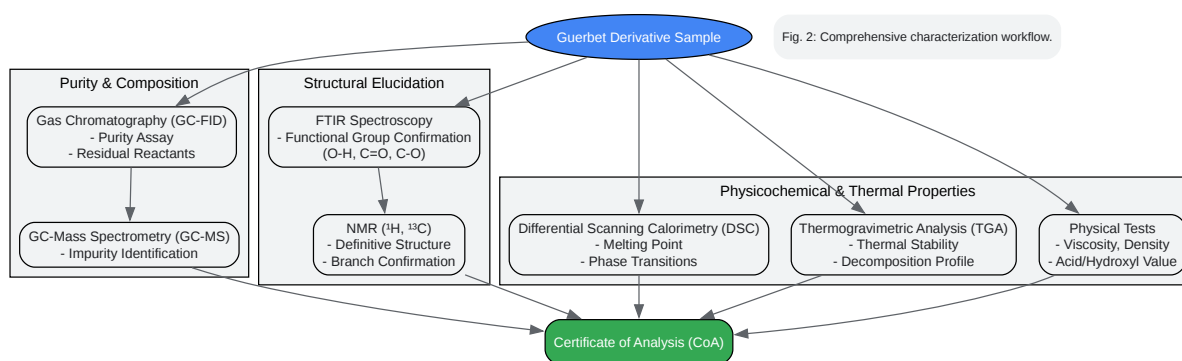 Guerbet Derivative Sample
Fig. 2: Comprehensive characterization workflow.
Purity & Composition
Gas Chromatography (GC-FID)
- Purity Assay
- Residual Reactants
GC-Mass Spectrometry (GC-MS)
- Impurity Identification
Structural Elucidation
FTIR Spectroscopy
- Functional Group Confirmation
(O-H, C=O, C-O)
NMR (¹H, ¹³C)
- Definitive Structure
- Branch Confirmation
Physicochemical & Thermal Properties
Differential Scanning Calorimetry (DSC)
- Melting Point
- Phase Transitions
Thermogravimetric Analysis (TGA)
- Thermal Stability
- Decomposition Profile
Physical Tests
- Viscosity, Density
- Acid/Hydroxyl Value
Certificate of Analysis (CoA)